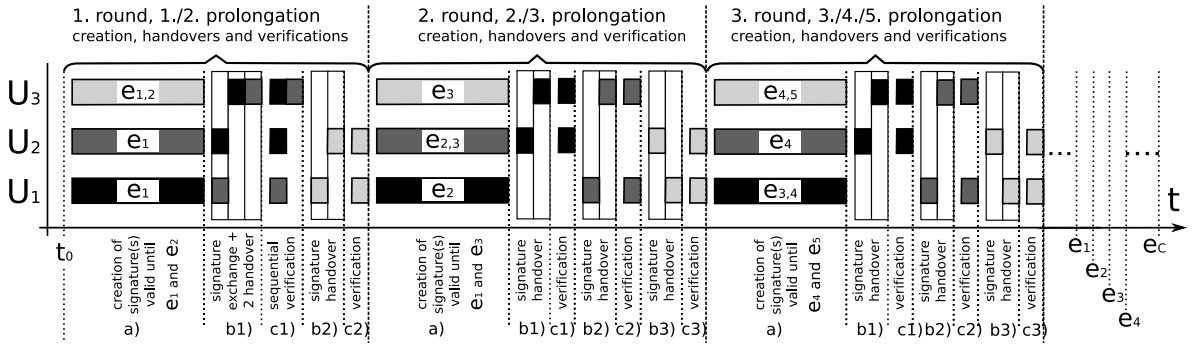 1. round, 1./2. prolongation
creation, handovers and verifications
2. round, 2./3. prolongation
creation, handovers and verification
3. round, 3./4./5. prolongation
creation, handovers and verifications
U3
e1,2
e3
e4,5
U2
e1
e2,3
e4
U1
e1
e2
e3,4
t
t0
creation of
signature(s)
valid until
e1 and e2
signature
exchange +
2 handover
sequential
verification
signature
handover
verification
creation of
signature(s)
valid until
e1 and e3
signature
handover
verification
signature
handover
verification
signature
handover
verification
creation of
signature(s)
valid until
e4 and e5
signature
handover
verification
signature
handover
verification
signature
handover
verification
a)
b1)
c1)
b2)
c2)
a)
b1)
c1)
b2)
c2)
b3)
c3)
a)
b1)
c1)
b2)
c2)
b3)
c3)
.... ....
e1
e2
e3
e4
eC